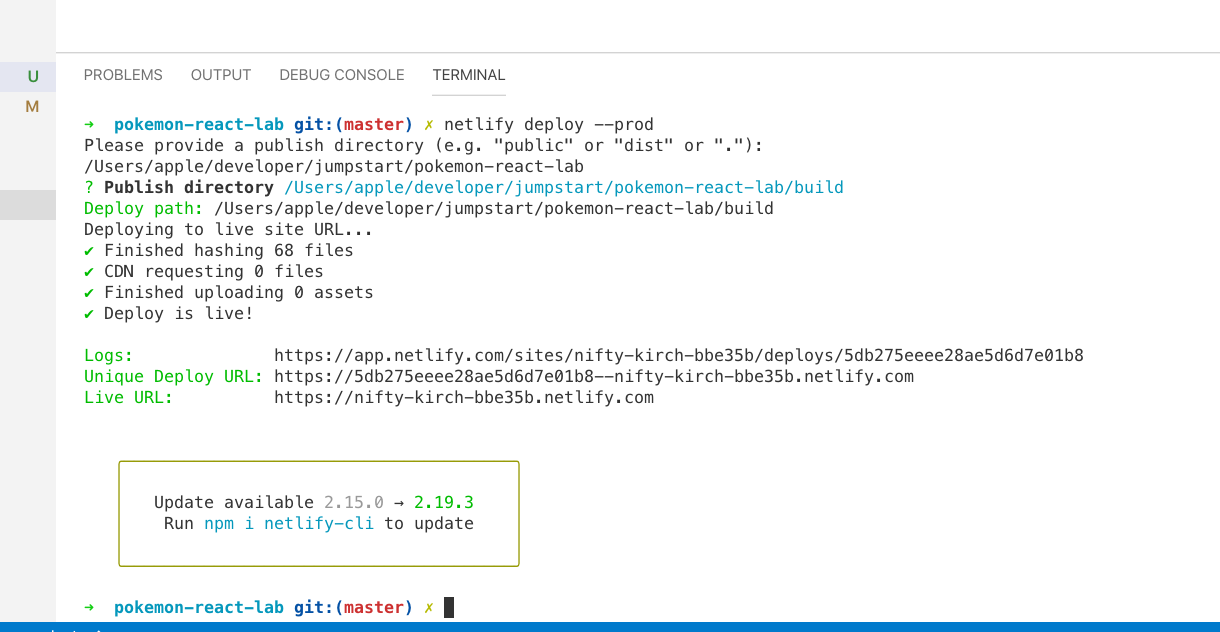 U
M
PROBLEMS OUTPUT DEBUG CONSOLE TERMINAL
➜ pokemon-react-lab git:(master) ✗ netlify deploy --prod
Please provide a publish directory (e.g. "public" or "dist" or "."):
/Users/apple/developer/jumpstart/pokemon-react-lab
? Publish directory /Users/apple/developer/jumpstart/pokemon-react-lab/build
Deploy path: /Users/apple/developer/jumpstart/pokemon-react-lab/build
Deploying to live site URL...
✔ Finished hashing 68 files
✔ CDN requesting 0 files
✔ Finished uploading 0 assets
✔ Deploy is live!
Logs: https://app.netlify.com/sites/nifty-kirch-bbe35b/deploys/5db275eeee28ae5d6d7e01b8
Unique Deploy URL: https://5db275eeee28ae5d6d7e01b8--nifty-kirch-bbe35b.netlify.com
Live URL: https://nifty-kirch-bbe35b.netlify.com
Update available 2.15.0 → 2.19.3
Run npm i netlify-cli to update
➜ pokemon-react-lab git:(master) ✗